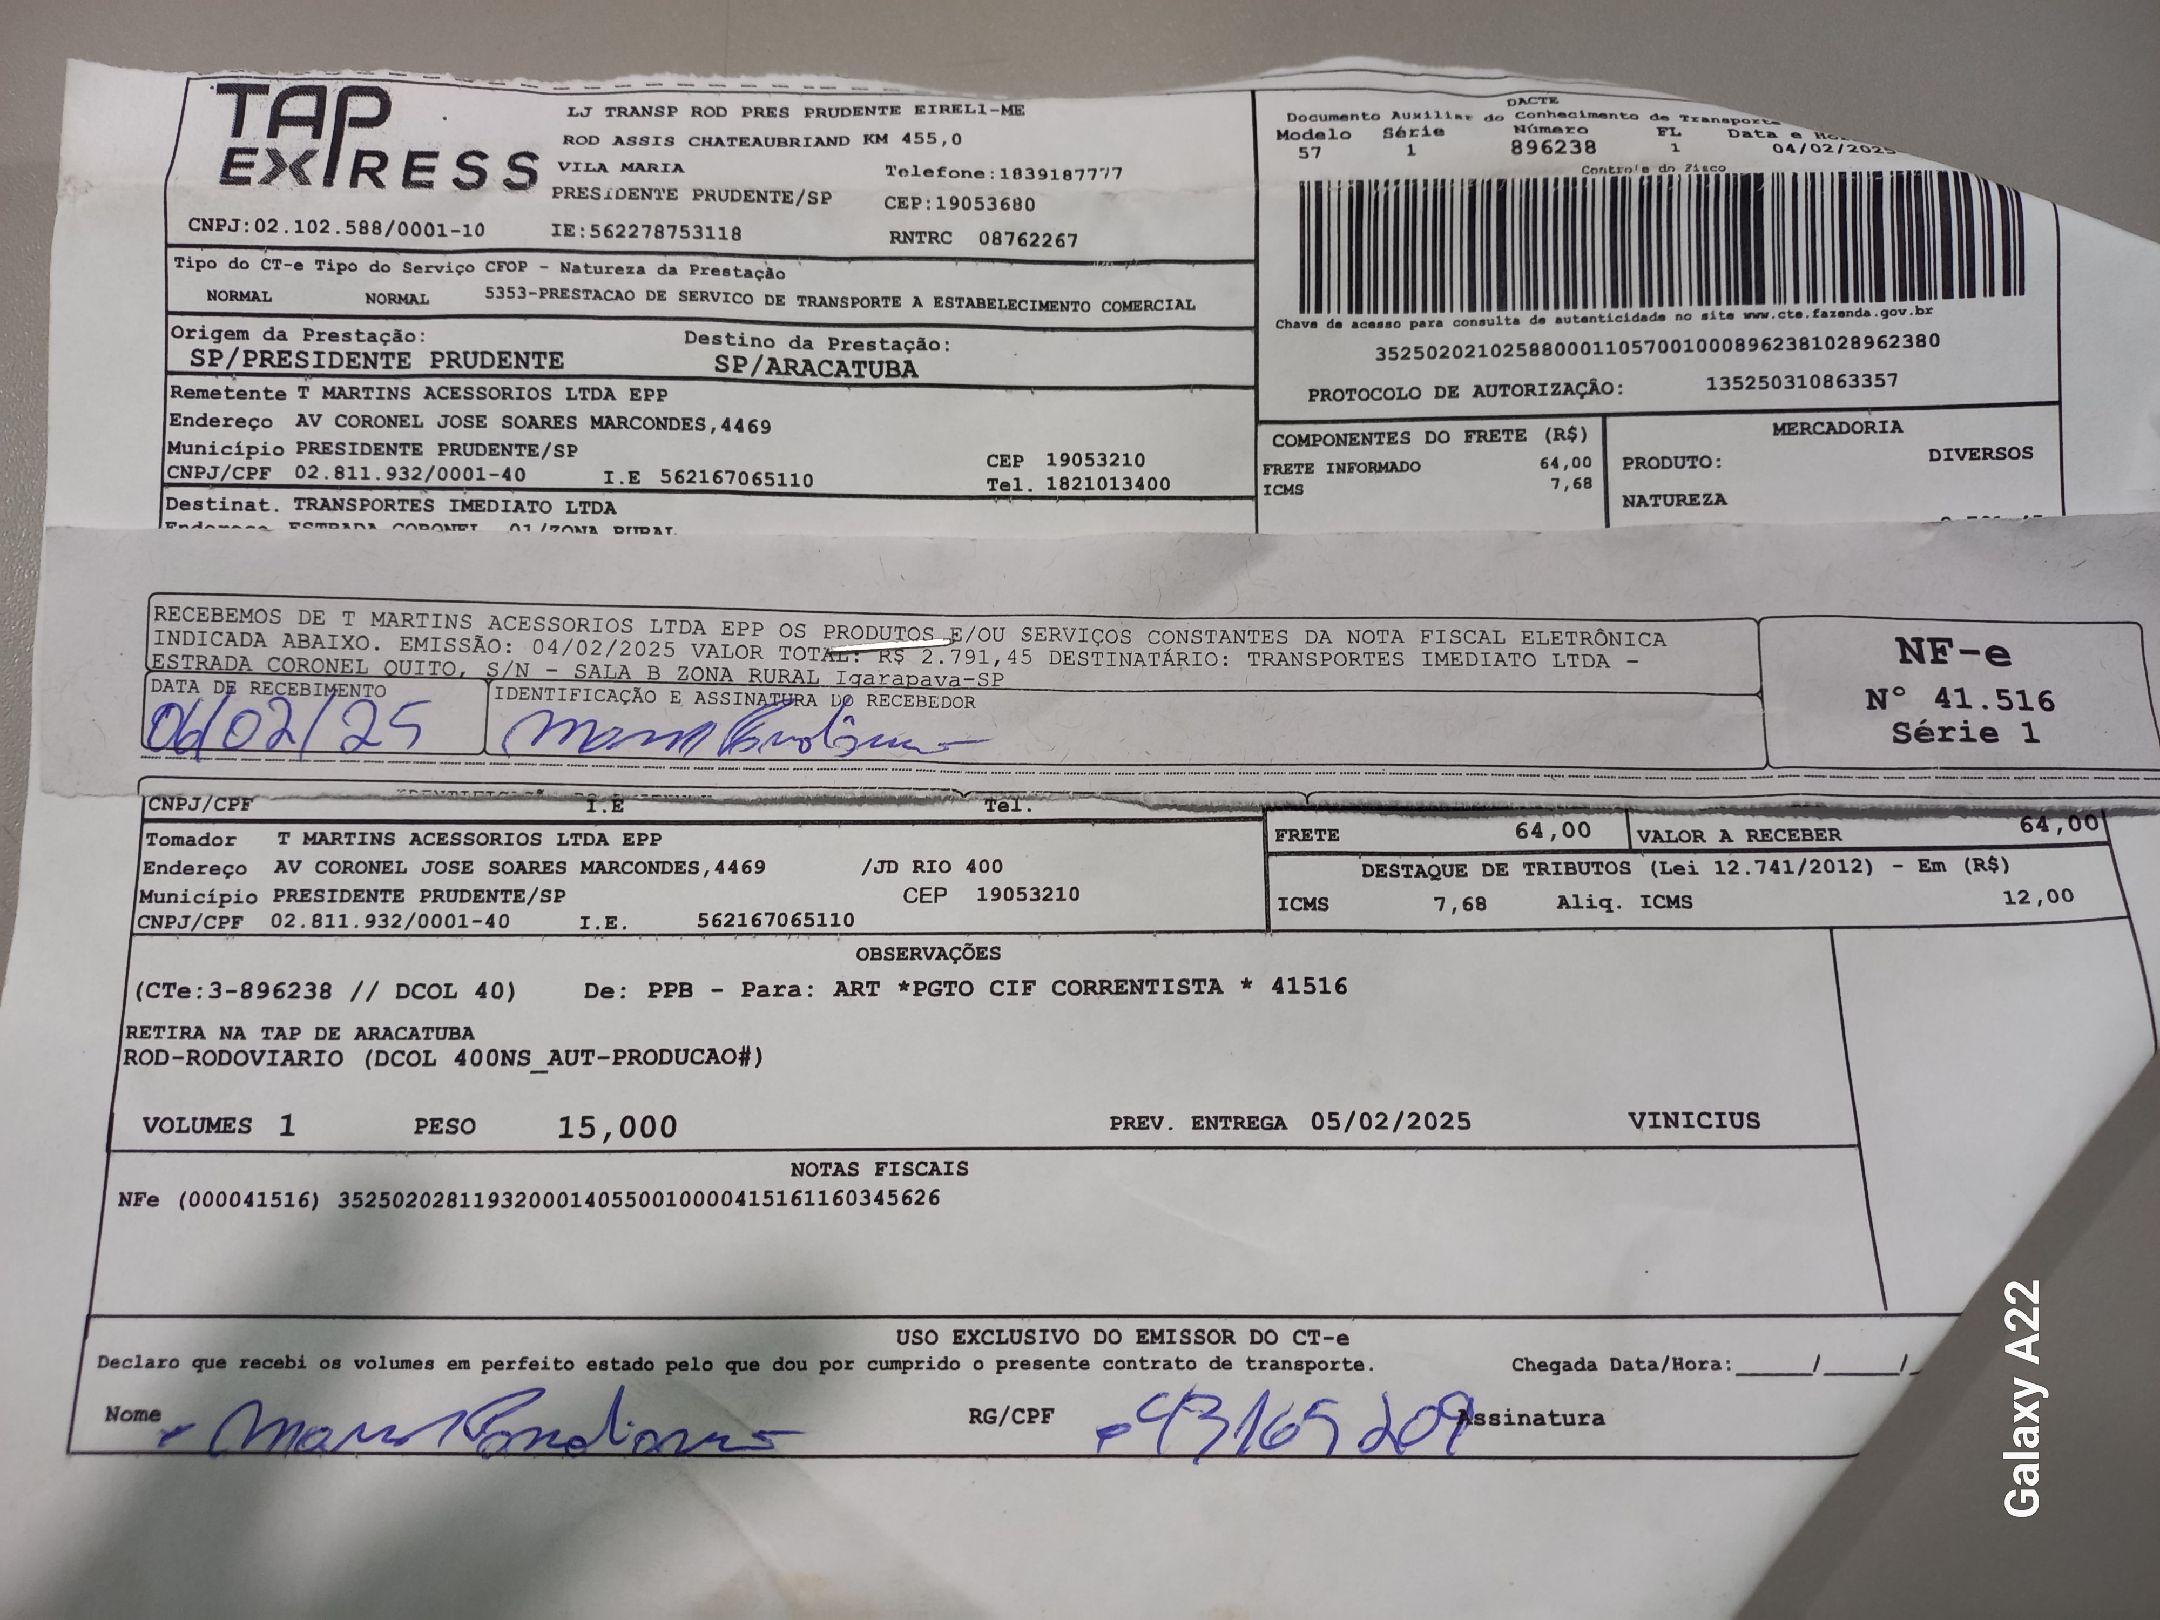 TAP EXPRESS
LJ TRANSP ROD PRES PRUDENTE EIRELI-ME
ROD ASSIS CHATEAUBRIAND KM 455,0
VILA MARIA Telefone:1839187777
PRESIDENTE PRUDENTE/SP CEP:19053680
CNPJ:02.102.588/0001-10 IE:562278753118 RNTRC 08762267
DACTE
Documento Auxiliar do Conhecimento de Transporte
Modelo Série Número FL Data e
57 1 896238 1 04/02/2025
Controle do Fisco
Tipo do CT-e Tipo do Serviço CFOP - Natureza da Prestação
NORMAL NORMAL 5353-PRESTACAO DE SERVICO DE TRANSPORTE A ESTABELECIMENTO COMERCIAL
Chave de acesso para consulta de autenticidade no site www.cte.fazenda.gov.br
35250202102588000110570010008962381028962380
PROTOCOLO DE AUTORIZAÇÃO: 135250310863357
Origem da Prestação: Destino da Prestação:
SP/PRESIDENTE PRUDENTE SP/ARACATUBA
Remetente T MARTINS ACESSORIOS LTDA EPP
Endereço AV CORONEL JOSE SOARES MARCONDES,4469
Município PRESIDENTE PRUDENTE/SP CEP 19053210
CNPJ/CPF 02.811.932/0001-40 I.E 562167065110 Tel. 1821013400
COMPONENTES DO FRETE (R$)
FRETE INFORMADO 64,00
ICMS 7,68
MERCADORIA
PRODUTO: DIVERSOS
NATUREZA
Destinat. TRANSPORTES IMEDIATO LTDA
Endereço ESTRADA CORONEL 01/ZONA RURAL
RECEBEMOS DE T MARTINS ACESSORIOS LTDA EPP OS PRODUTOS E/OU SERVIÇOS CONSTANTES DA NOTA FISCAL ELETRÔNICA
INDICADA ABAIXO. EMISSÃO: 04/02/2025 VALOR TOTAL: R$ 2.791,45 DESTINATÁRIO: TRANSPORTES IMEDIATO LTDA -
ESTRADA CORONEL QUITO, S/N - SALA B ZONA RURAL Igarapava-SP
DATA DE RECEBIMENTO IDENTIFICAÇÃO E ASSINATURA DO RECEBEDOR
06/02/25
NF-e
Nº 41.516
Série 1
CNPJ/CPF I.E Tel.
Tomador T MARTINS ACESSORIOS LTDA EPP
Endereço AV CORONEL JOSE SOARES MARCONDES,4469 /JD RIO 400
Município PRESIDENTE PRUDENTE/SP CEP 19053210
CNPJ/CPF 02.811.932/0001-40 I.E. 562167065110
FRETE 64,00 VALOR A RECEBER 64,00
DESTAQUE DE TRIBUTOS (Lei 12.741/2012) - Em (R$)
ICMS 7,68 Aliq. ICMS 12,00
OBSERVAÇÕES
(CTe:3-896238 // DCOL 40) De: PPB - Para: ART *PGTO CIF CORRENTISTA * 41516
RETIRA NA TAP DE ARACATUBA
ROD-RODOVIARIO (DCOL 400NS_AUT-PRODUCAO#)
VOLUMES 1 PESO 15,000 PREV. ENTREGA 05/02/2025 VINICIUS
NOTAS FISCAIS
NFe (000041516) 35250202811932000140550010000415161160345626
USO EXCLUSIVO DO EMISSOR DO CT-e
Declaro que recebi os volumes em perfeito estado pelo que dou por cumprido o presente contrato de transporte. Chegada Data/Hora:_____/_____/
Nome RG/CPF 43165209 Assinatura
Galaxy A22